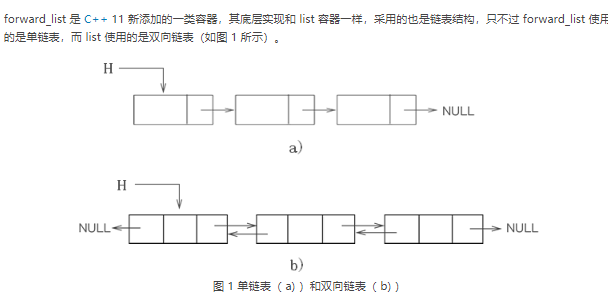 forward_list 是 C++ 11 新添加的一类容器，其底层实现和 list 容器一样，采用的也是链表结构，只不过 forward_list 使用
的是单链表，而 list 使用的是双向链表（如图 1 所示）。
H
NULL
a)
H
NULL
NULL
b)
图 1 单链表（ a) ）和双向链表（ b) ）